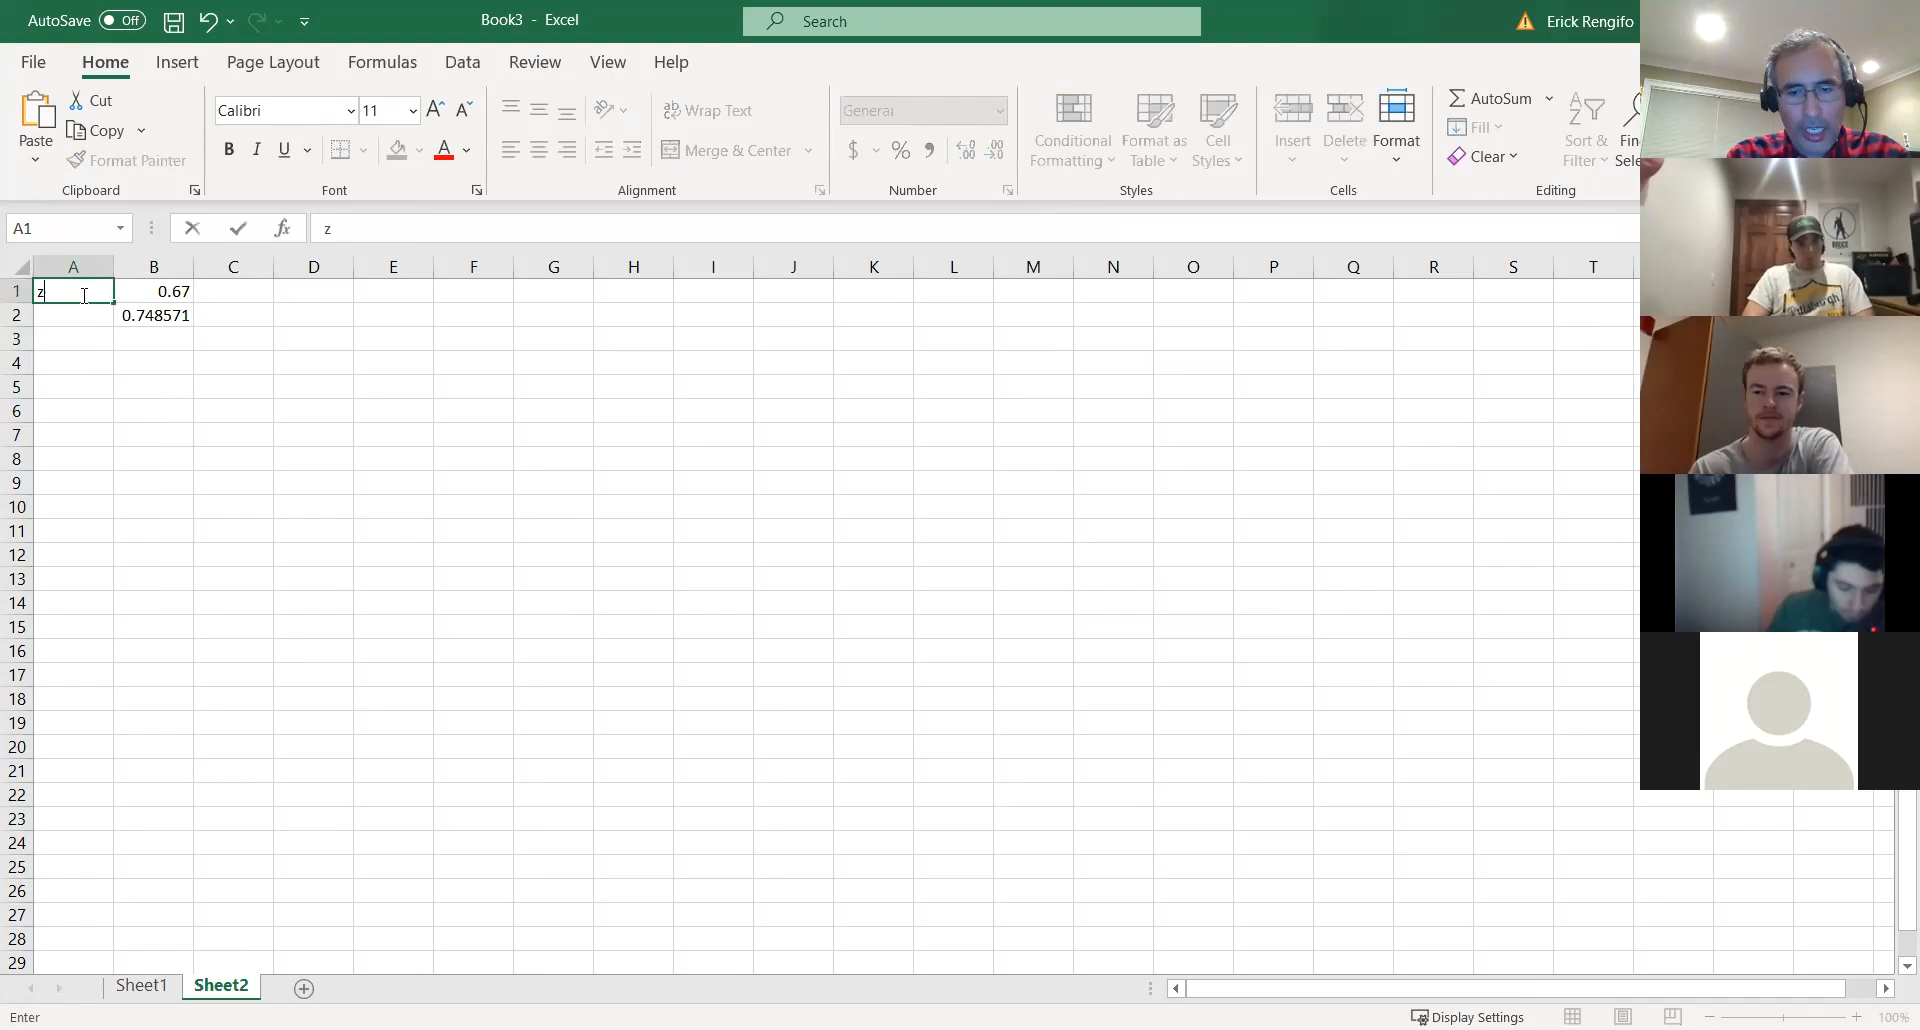 AutoSave Off Book3 - Excel Search Erick Rengifo
File Home Insert Page Layout Formulas Data Review View Help
Paste Cut Copy Format Painter
Calibri 11 A A B I U A
ab Wrap Text
Merge & Center
General
$ % 9 .00
Conditional Formatting Format as Table Cell Styles
Insert Delete Format
AutoSum Fill Clear
Sort & Filter
Clipboard Font Alignment Number Styles Cells Editing
A1 fx z
A B C D E F G H I J K L M N O P Q R S T
1 z 0.67
2 0.748571
3
4
5
6
7
8
9
10
11
12
13
14
15
16
17
18
19
20
21
22
23
24
25
26
27
28
29
Sheet1 Sheet2
Enter Display Settings 100%